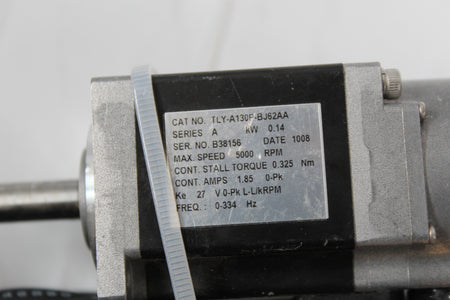 CAT NO. TLY-A130P-BJ62AA
SERIES A kW 0.14
SER. NO. B38156 DATE 1008
MAX. SPEED 5000 RPM
CONT. STALL TORQUE 0.325 Nm
CONT. AMPS 1.85 0-Pk
Ke 27 V 0-Pk L-L/kRPM
FREQ. : 0-334 Hz